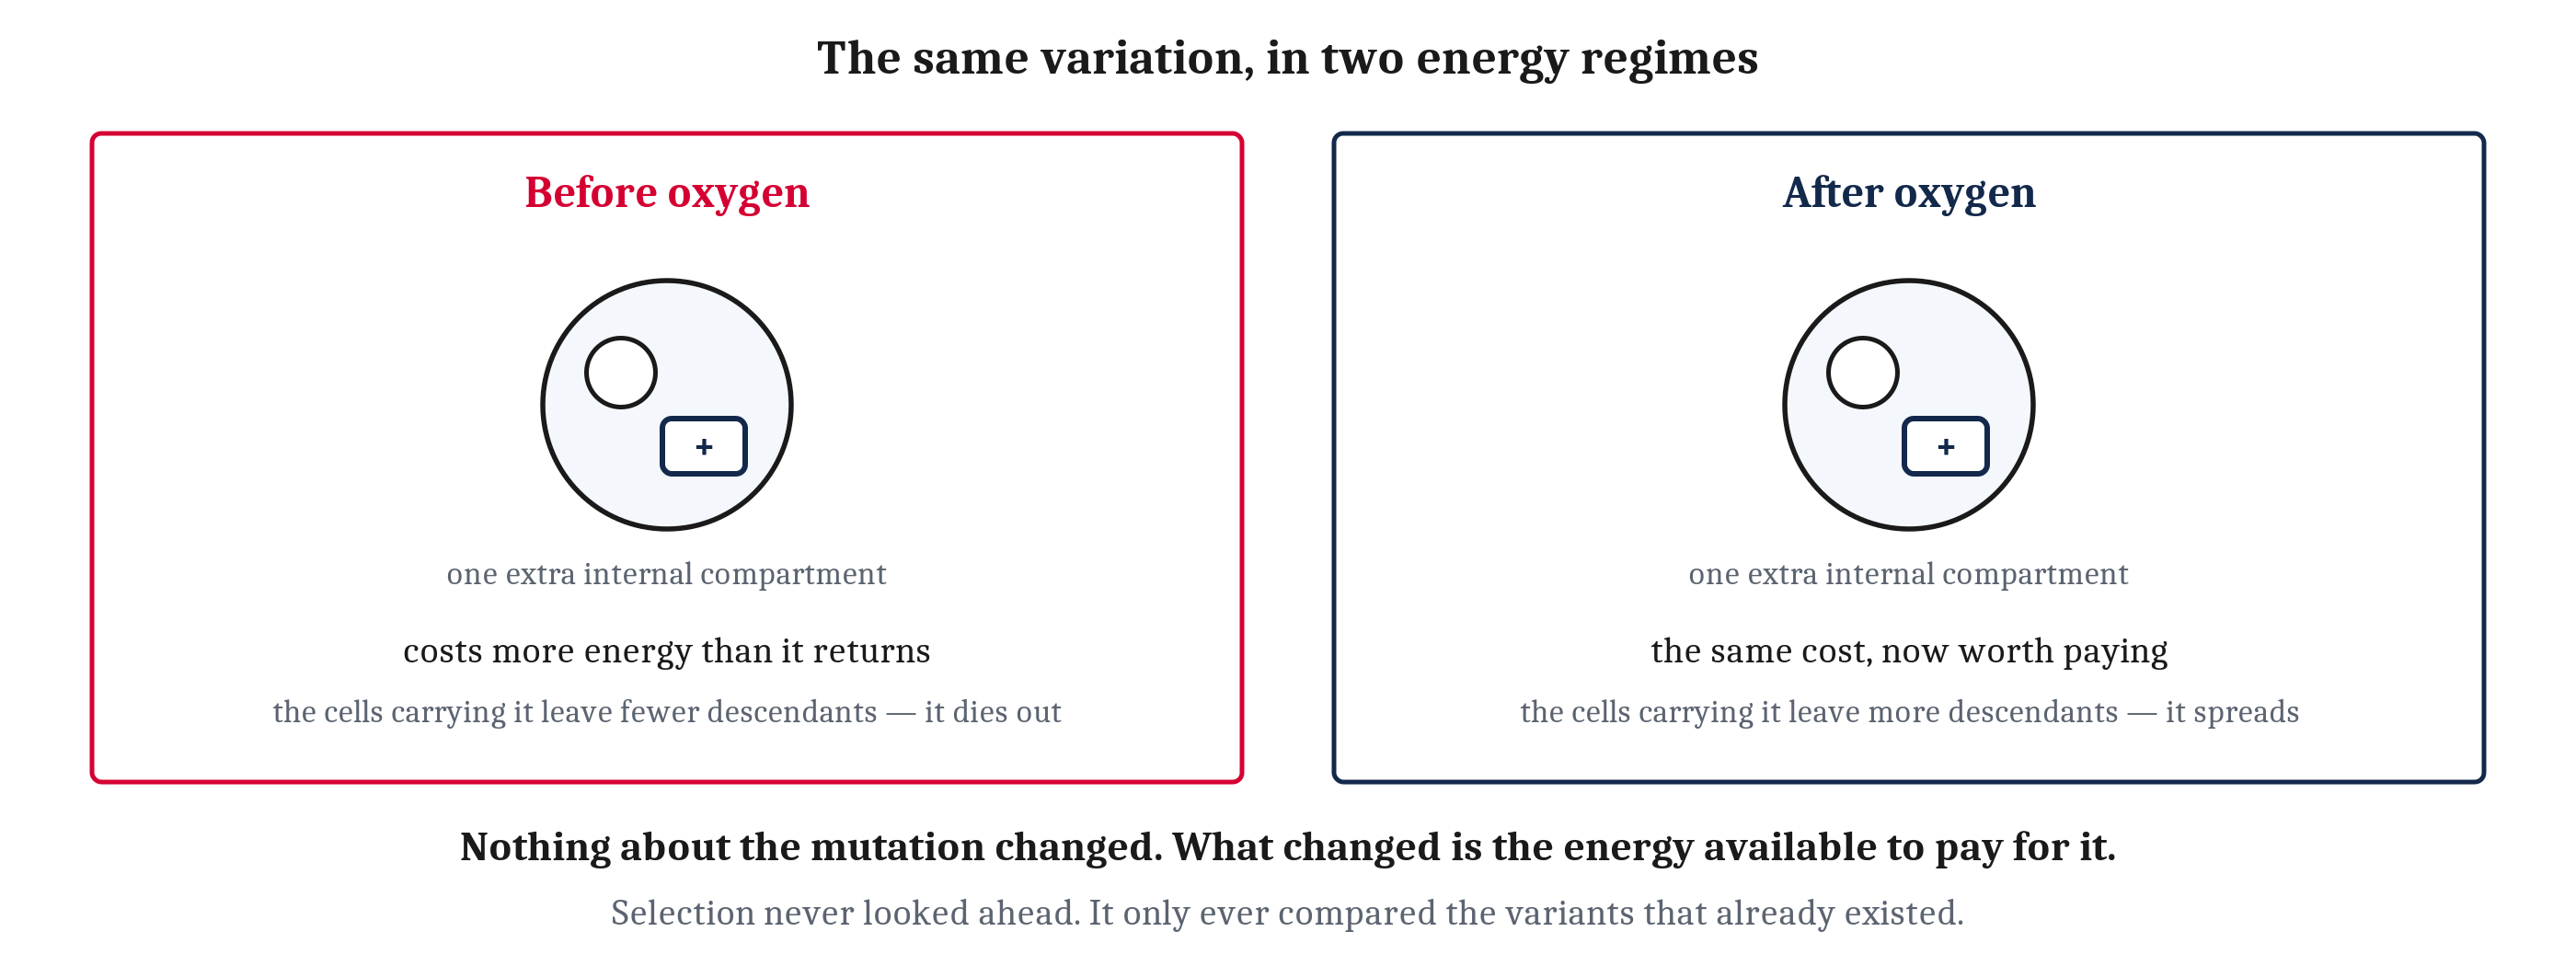 The same variation, in two energy regimes
Before oxygen
+
one extra internal compartment
costs more energy than it returns
the cells carrying it leave fewer descendants — it dies out
After oxygen
+
one extra internal compartment
the same cost, now worth paying
the cells carrying it leave more descendants — it spreads
Nothing about the mutation changed. What changed is the energy available to pay for it.
Selection never looked ahead. It only ever compared the variants that already existed.